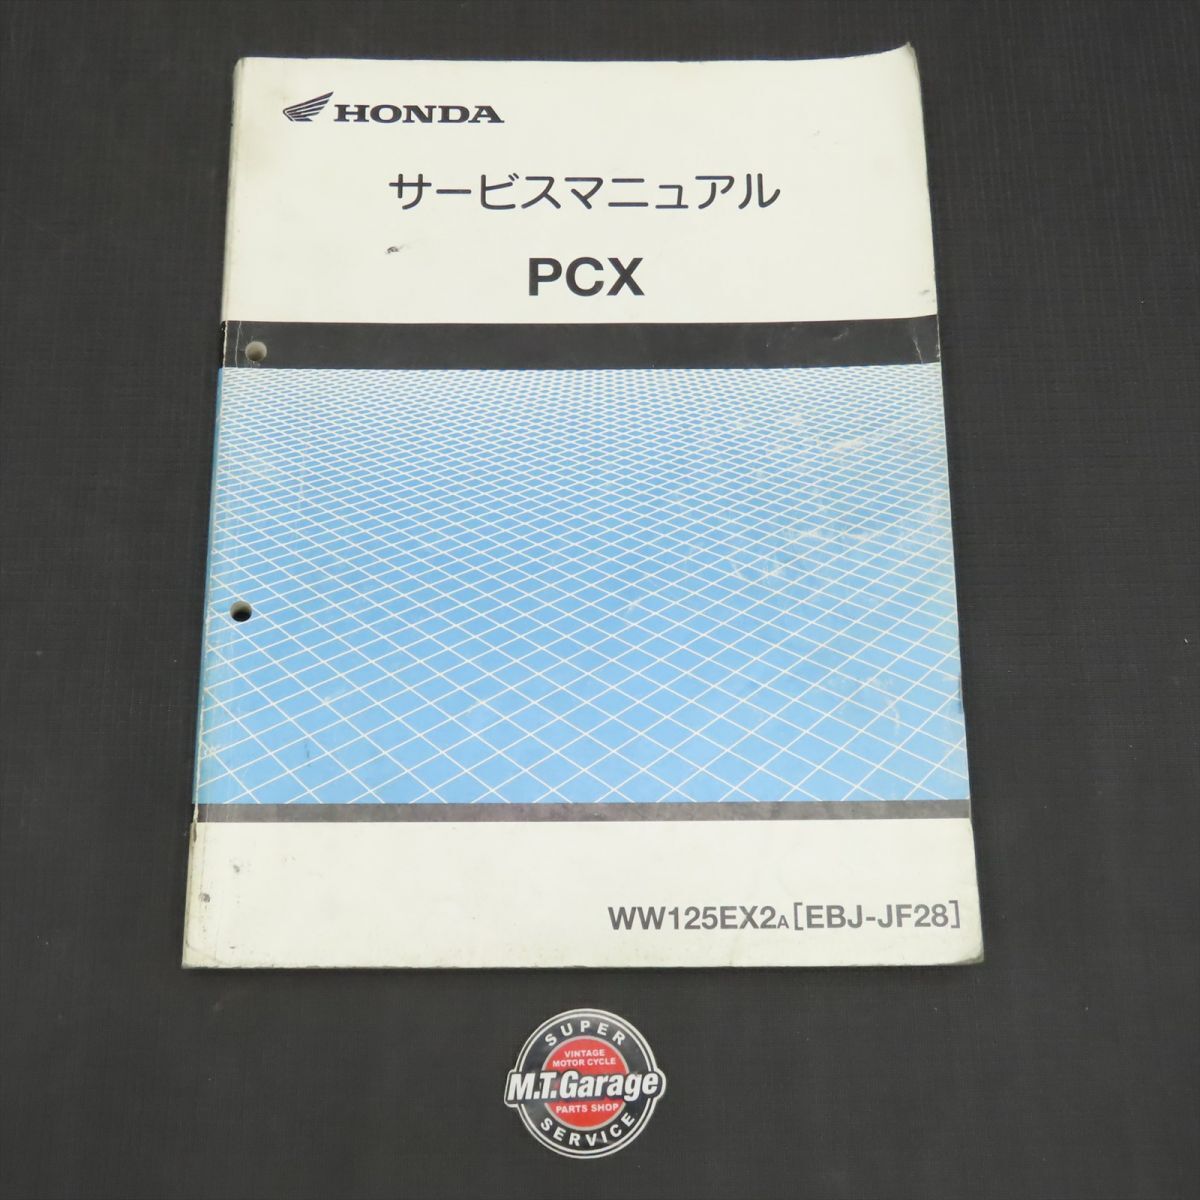 HONDA
サービスマニュアル
PCX
WW125EX2A[EBJ-JF28]
SUPER
VINTAGE
MOTOR CYCLE
M.T.Garage
PARTS SHOP
SERVICE